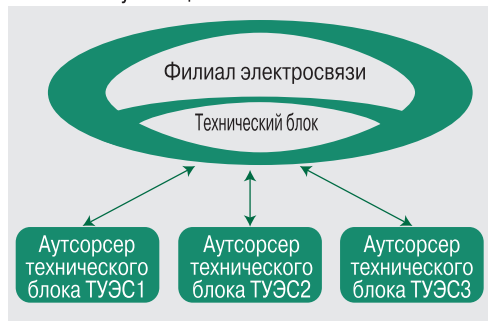 Филиал электросвязи
Технический блок
Аутсорсер
технического
блока ТУЭС1
Аутсорсер
технического
блока ТУЭС2
Аутсорсер
технического
блока ТУЭС3